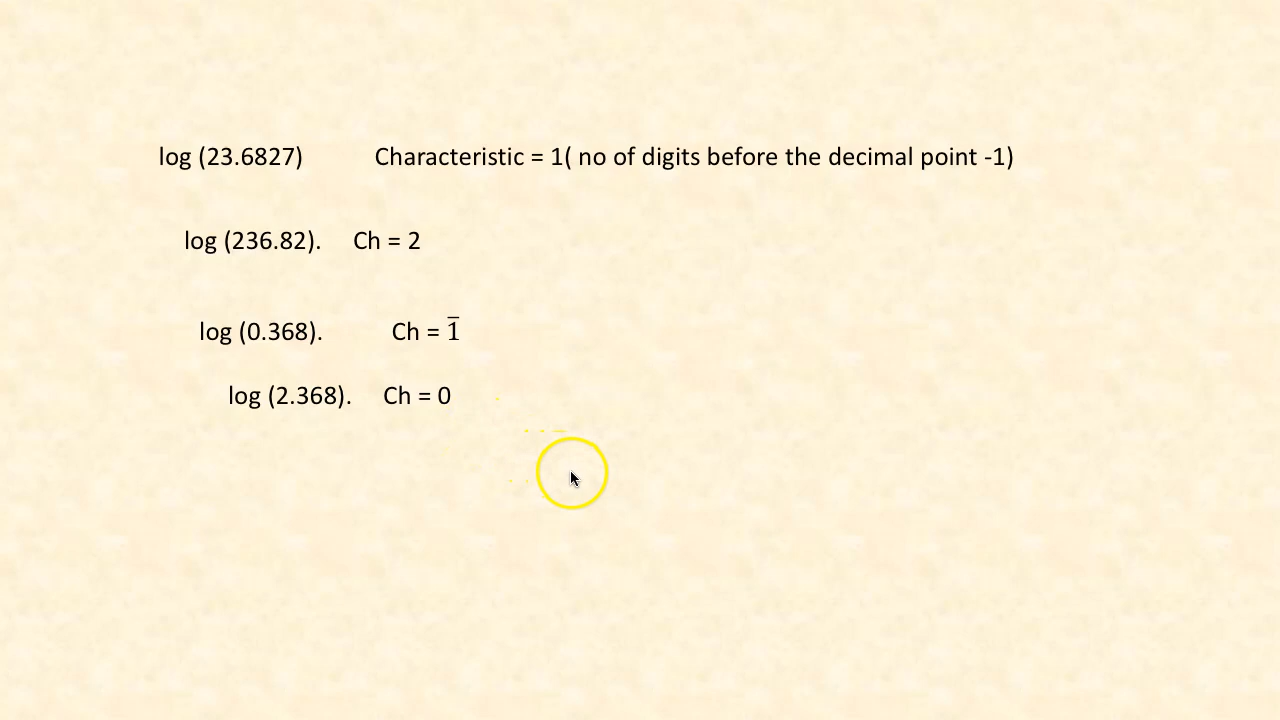 log (23.6827) Characteristic = 1( no of digits before the decimal point -1)
log (236.82). Ch = 2
log (0.368). Ch = 1̅
log (2.368). Ch = 0